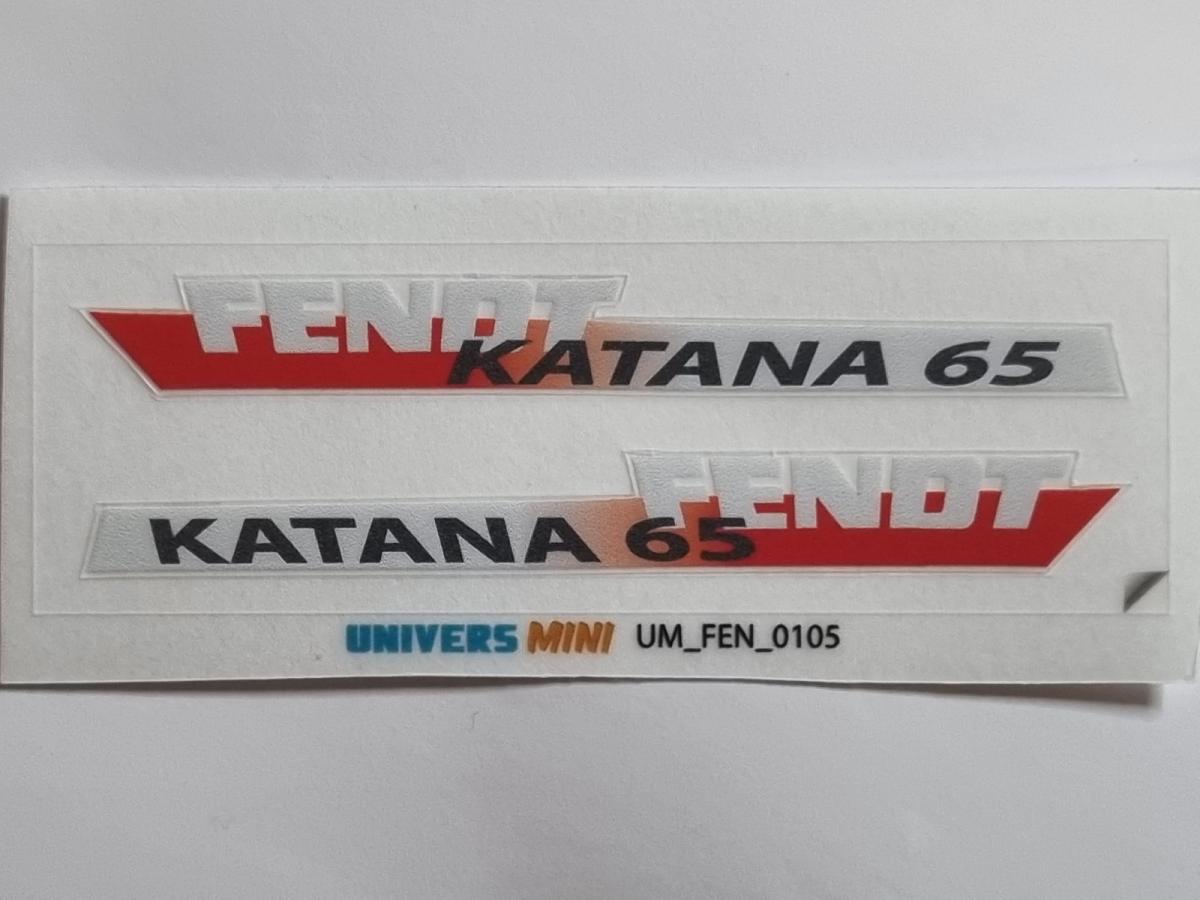 FENDT
KATANA 65
FENDT
KATANA 65
UNIVERS MINI UM_FEN_0105